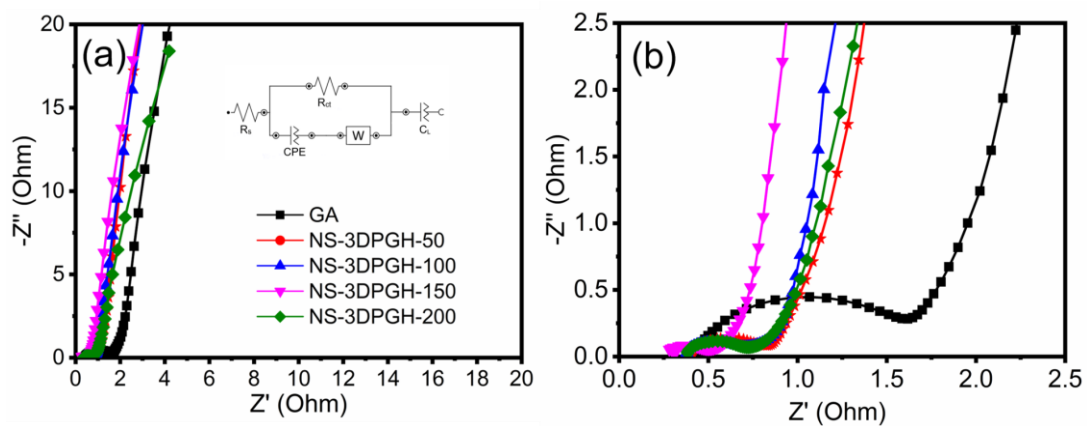 (a)
-Z'' (Ohm)
20
15
10
5
0
0 2 4 6 8 10 12 14 16 18 20
Z' (Ohm)
Rs
Rct
CPE
W
CL
GA
NS-3DPGH-50
NS-3DPGH-100
NS-3DPGH-150
NS-3DPGH-200
(b)
-Z'' (Ohm)
2.5
2.0
1.5
1.0
0.5
0.0
0.0 0.5 1.0 1.5 2.0 2.5
Z' (Ohm)